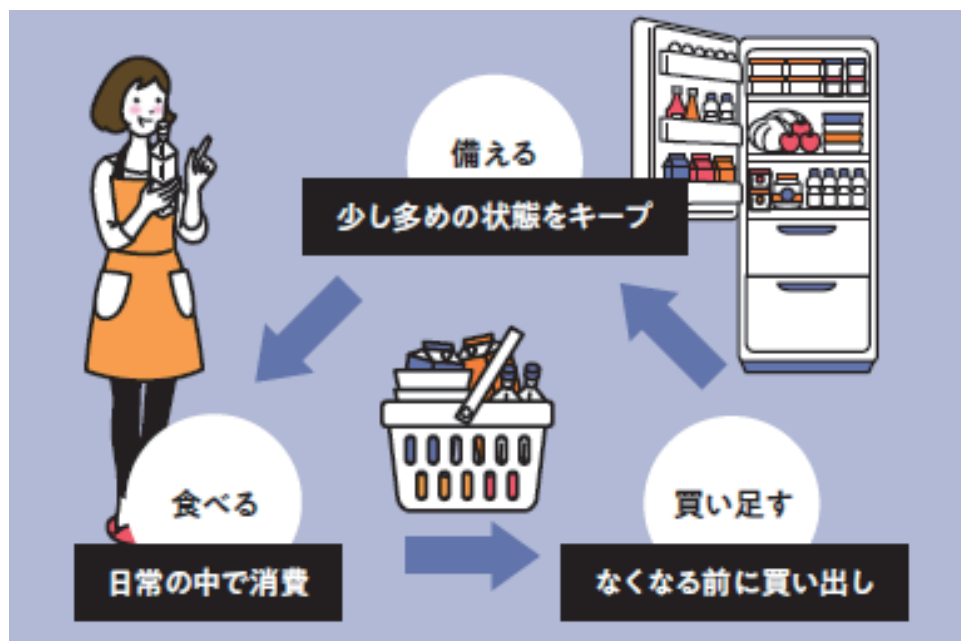 備える
少し多めの状態をキープ
食べる
日常の中で消費
買い足す
なくなる前に買い出し